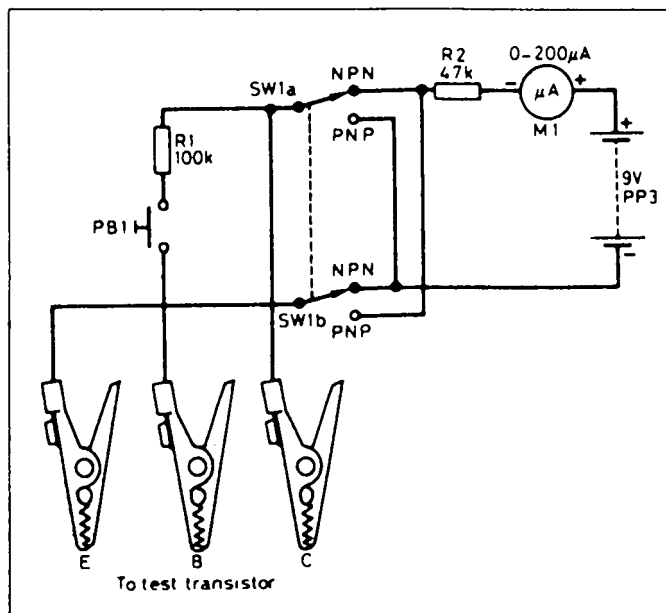 0-200µA
R2
47k
NPN
SW1a
- µA +
M1
PNP
R1
100k
+
9V
PP3
-
PB1
NPN
SW1b
PNP
E B C
To test transistor